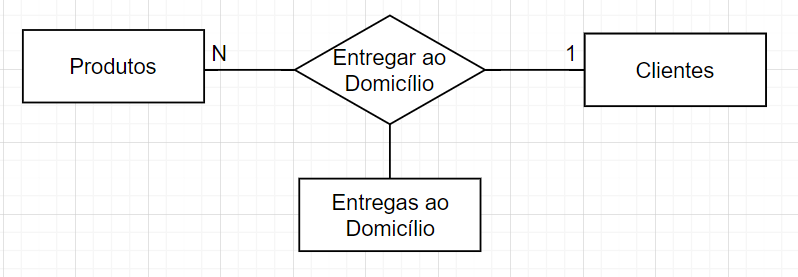 Produtos
N
Entregar ao
Domicílio
1
Clientes
Entregas ao
Domicílio